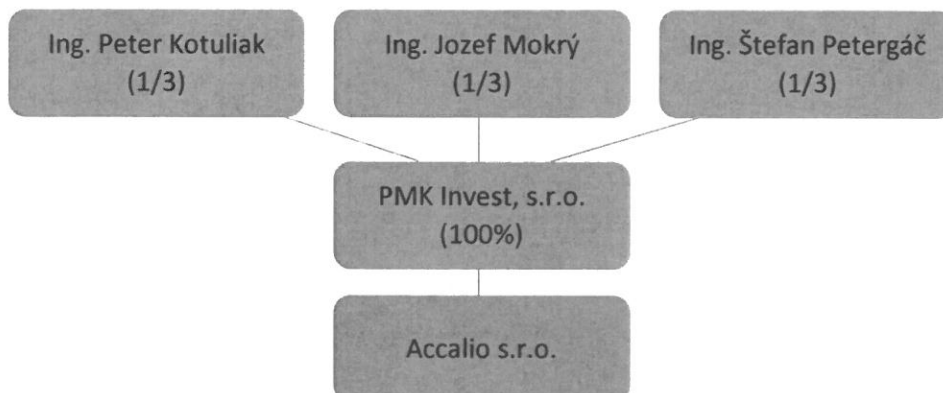 Ing. Peter Kotuliak
(1/3)
Ing. Jozef Mokrý
(1/3)
Ing. Štefan Petergáč
(1/3)
PMK Invest, s.r.o.
(100%)
Accalio s.r.o.